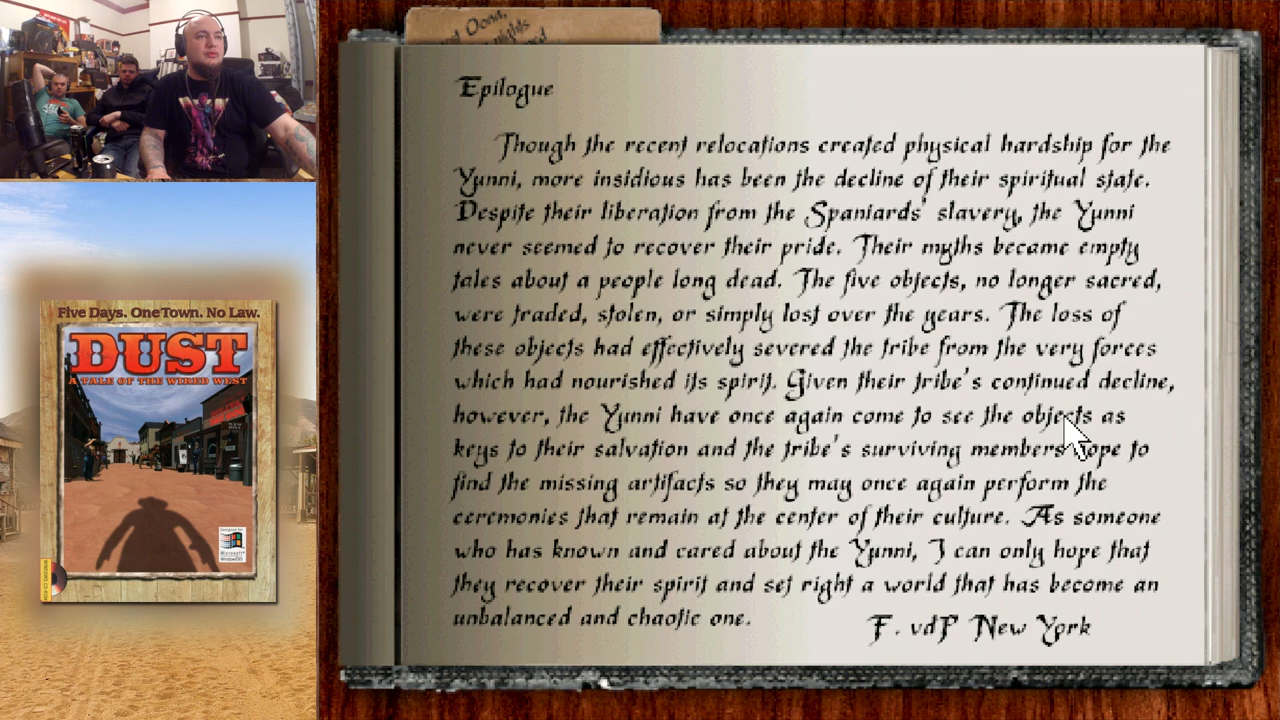 Five Days. One Town. No Law.
DUST
A TALE OF THE WIRED WEST
Designed for
Microsoft
Oona,
nights
Epilogue
Though the recent relocations created physical hardship for the
Yunni, more insidious has been the decline of their spiritual state.
Despite their liberation from the Spaniards' slavery, the Yunni
never seemed to recover their pride. Their myths became empty
tales about a people long dead. The five objects, no longer sacred,
were traded, stolen, or simply lost over the years. The loss of
these objects had effectively severed the tribe from the very forces
which had nourished its spirit. Given their tribe's continued decline,
however, the Yunni have once again come to see the objects as
keys to their salvation and the tribe's surviving members hope to
find the missing artifacts so they may once again perform the
ceremonies that remain at the center of their culture. As someone
who has known and cared about the Yunni, I can only hope that
they recover their spirit and set right a world that has become an
unbalanced and chaotic one.
F. vdP New York